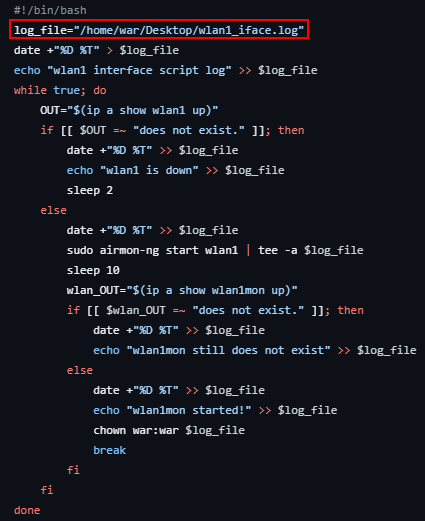 #!/bin/bash
log_file="/home/war/Desktop/wlan1_iface.log"
date +"%D %T" > $log_file
echo "wlan1 interface script log" >> $log_file
while true; do
    OUT="$(ip a show wlan1 up)"
    if [[ $OUT =~ "does not exist." ]]; then
        date +"%D %T" >> $log_file
        echo "wlan1 is down" >> $log_file
        sleep 2
    else
        date +"%D %T" >> $log_file
        sudo airmon-ng start wlan1 | tee -a $log_file
        sleep 10
        wlan_OUT="$(ip a show wlan1mon up)"
        if [[ $wlan_OUT =~ "does not exist." ]]; then
            date +"%D %T" >> $log_file
            echo "wlan1mon still does not exist" >> $log_file
        else
            date +"%D %T" >> $log_file
            echo "wlan1mon started!" >> $log_file
            chown war:war $log_file
            break
        fi
    fi
done